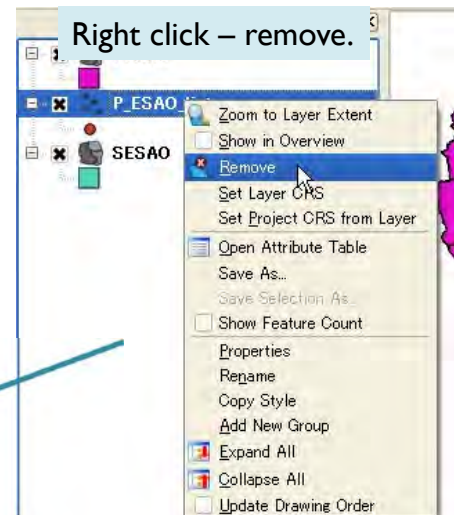 Right click – remove.
P_ESAO
SESAO
Zoom to Layer Extent
Show in Overview
Remove
Set Layer CRS
Set Project CRS from Layer
Open Attribute Table
Save As...
Save Selection As...
Show Feature Count
Properties
Rename
Copy Style
Add New Group
Expand All
Collapse All
Update Drawing Order